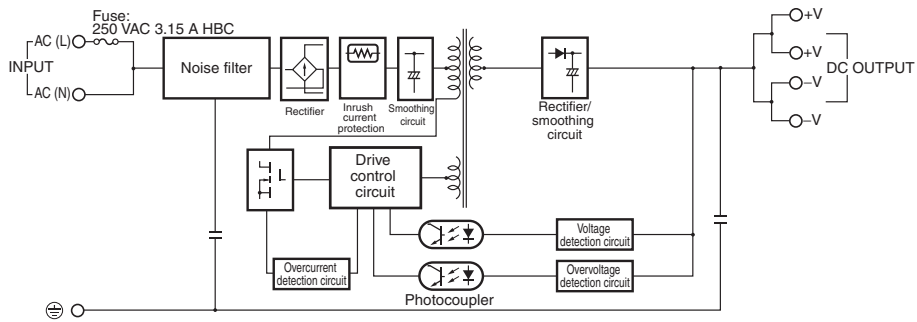 Fuse:
250 VAC 3.15 A HBC
AC (L)
INPUT
AC (N)
Noise filter
Rectifier
Inrush
current
protection
Smoothing
circuit
Rectifier/
smoothing
circuit
+V
+V
DC OUTPUT
−V
−V
Drive
control
circuit
Overcurrent
detection circuit
Voltage
detection circuit
Overvoltage
detection circuit
Photocoupler